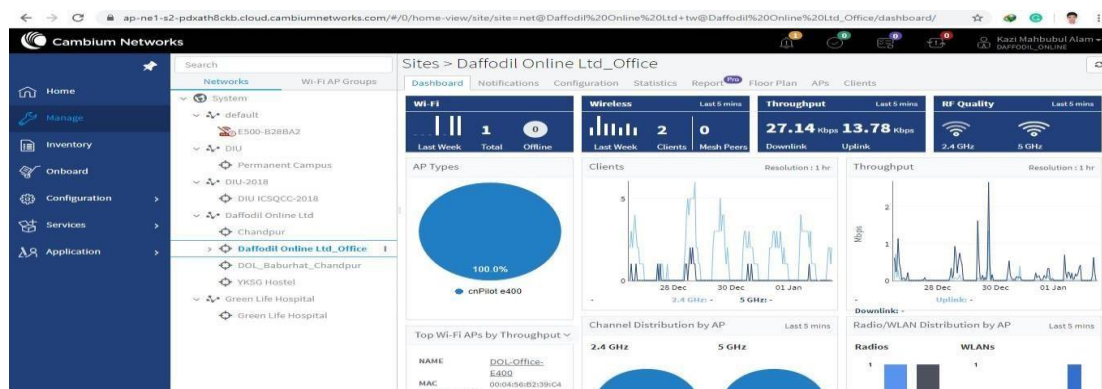 ap-ne1-s2-pdxath8ckb.cloud.cambiumnetworks.com/#/0/home-view/site/site=net@Daffodil%20Online%20Ltd+tw@Daffodil%20Online%20Ltd_Office/dashboard/
Cambium Networks
1
0
0
0
Kazi Mahbubul Alam
DAFFODIL_ONLINE
Home
Manage
Inventory
Onboard
Configuration
Services
Application
Search
Networks
Wi-Fi AP Groups
System
default
E500-B28BA2
DIU
Permanent Campus
DIU-2018
DIU ICSQCC-2018
Daffodil Online Ltd
Chandpur
Daffodil Online Ltd_Office
DOL_Baburhat_Chandpur
YKSG Hostel
Green Life Hospital
Green Life Hospital
Sites > Daffodil Online Ltd_Office
Dashboard Notifications Configuration Statistics Report Pro Floor Plan APs Clients
Wi-Fi
1 0
Last Week Total Offline
Wireless Last 5 mins
2 0
Last Week Clients Mesh Peers
Throughput Last 5 mins
27.14 Kbps 13.78 Kbps
Downlink Uplink
RF Quality Last 5 mins
2.4 GHz 5 GHz
AP Types
100.0%
cnPilot e400
Clients Resolution : 1 hr
5
0
28 Dec 30 Dec 01 Jan
- 2.4 GHz: - 5 GHz: -
Throughput Resolution : 1 hr
Mbps
2
1
0
28 Dec 30 Dec 01 Jan
- Uplink: -
Downlink: -
Top Wi-Fi APs by Throughput
NAME DOL-Office-E400
MAC 00:04:56:B2:39:C4
Channel Distribution by AP Last 5 mins
2.4 GHz 5 GHz
Radio/WLAN Distribution by AP Last 5 mins
Radios WLANs
1 1